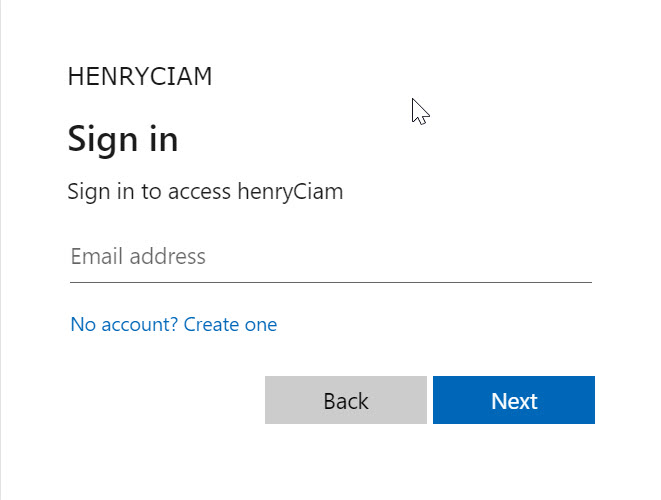 HENRYCIAM
Sign in
Sign in to access henryCiam
Email address
No account? Create one
Back
Next